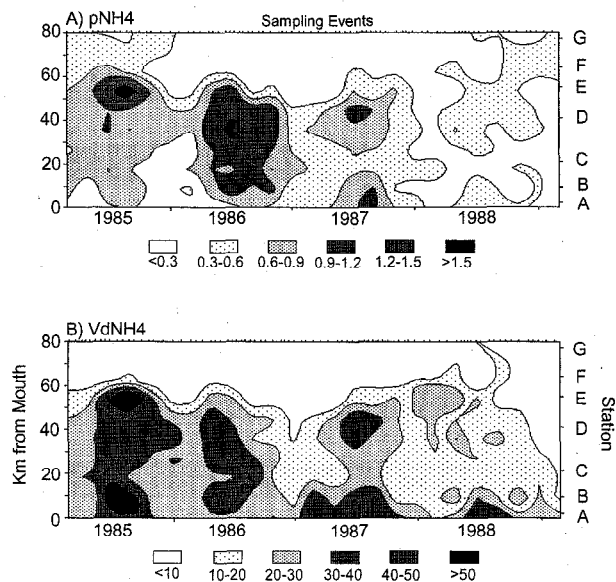 A) pNH4
Sampling Events
80
60
40
20
0
G
F
E
D
C
B
A
1985 1986 1987 1988
<0.3 0.3-0.6 0.6-0.9 0.9-1.2 1.2-1.5 >1.5
B) VdNH4
Km from Mouth
80
60
40
20
0
G
F
E
D
C
B
A
Station
1985 1986 1987 1988
<10 10-20 20-30 30-40 40-50 >50